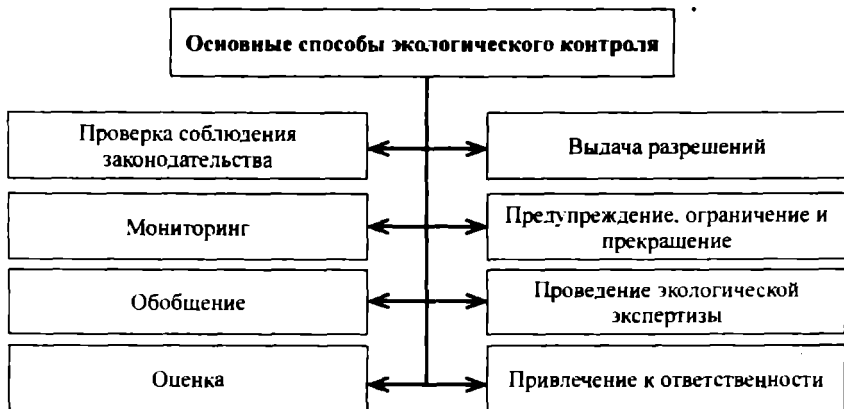 Основные способы экологического контроля
Проверка соблюдения
законодательства
Выдача разрешений
Мониторинг
Предупреждение, ограничение и
прекращение
Обобщение
Проведение экологической
экспертизы
Оценка
Привлечение к ответственности